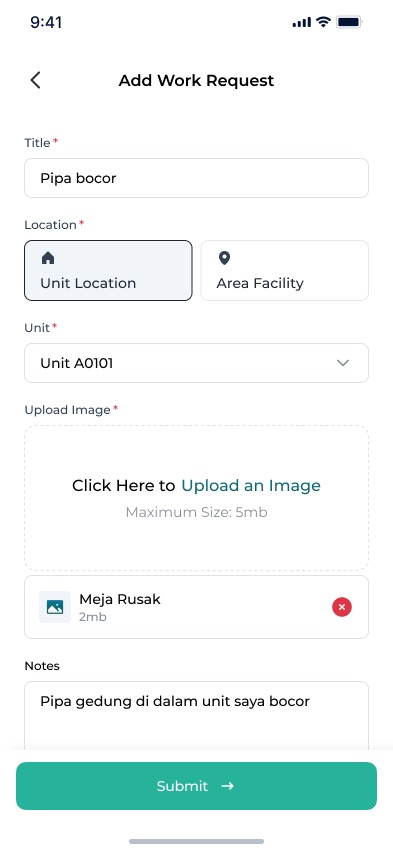 9:41
Add Work Request
Title *
Pipa bocor
Location *
Unit Location
Area Facility
Unit *
Unit A0101
Upload Image *
Click Here to Upload an Image
Maximum Size: 5mb
Meja Rusak
2mb
Notes
Pipa gedung di dalam unit saya bocor
Submit →